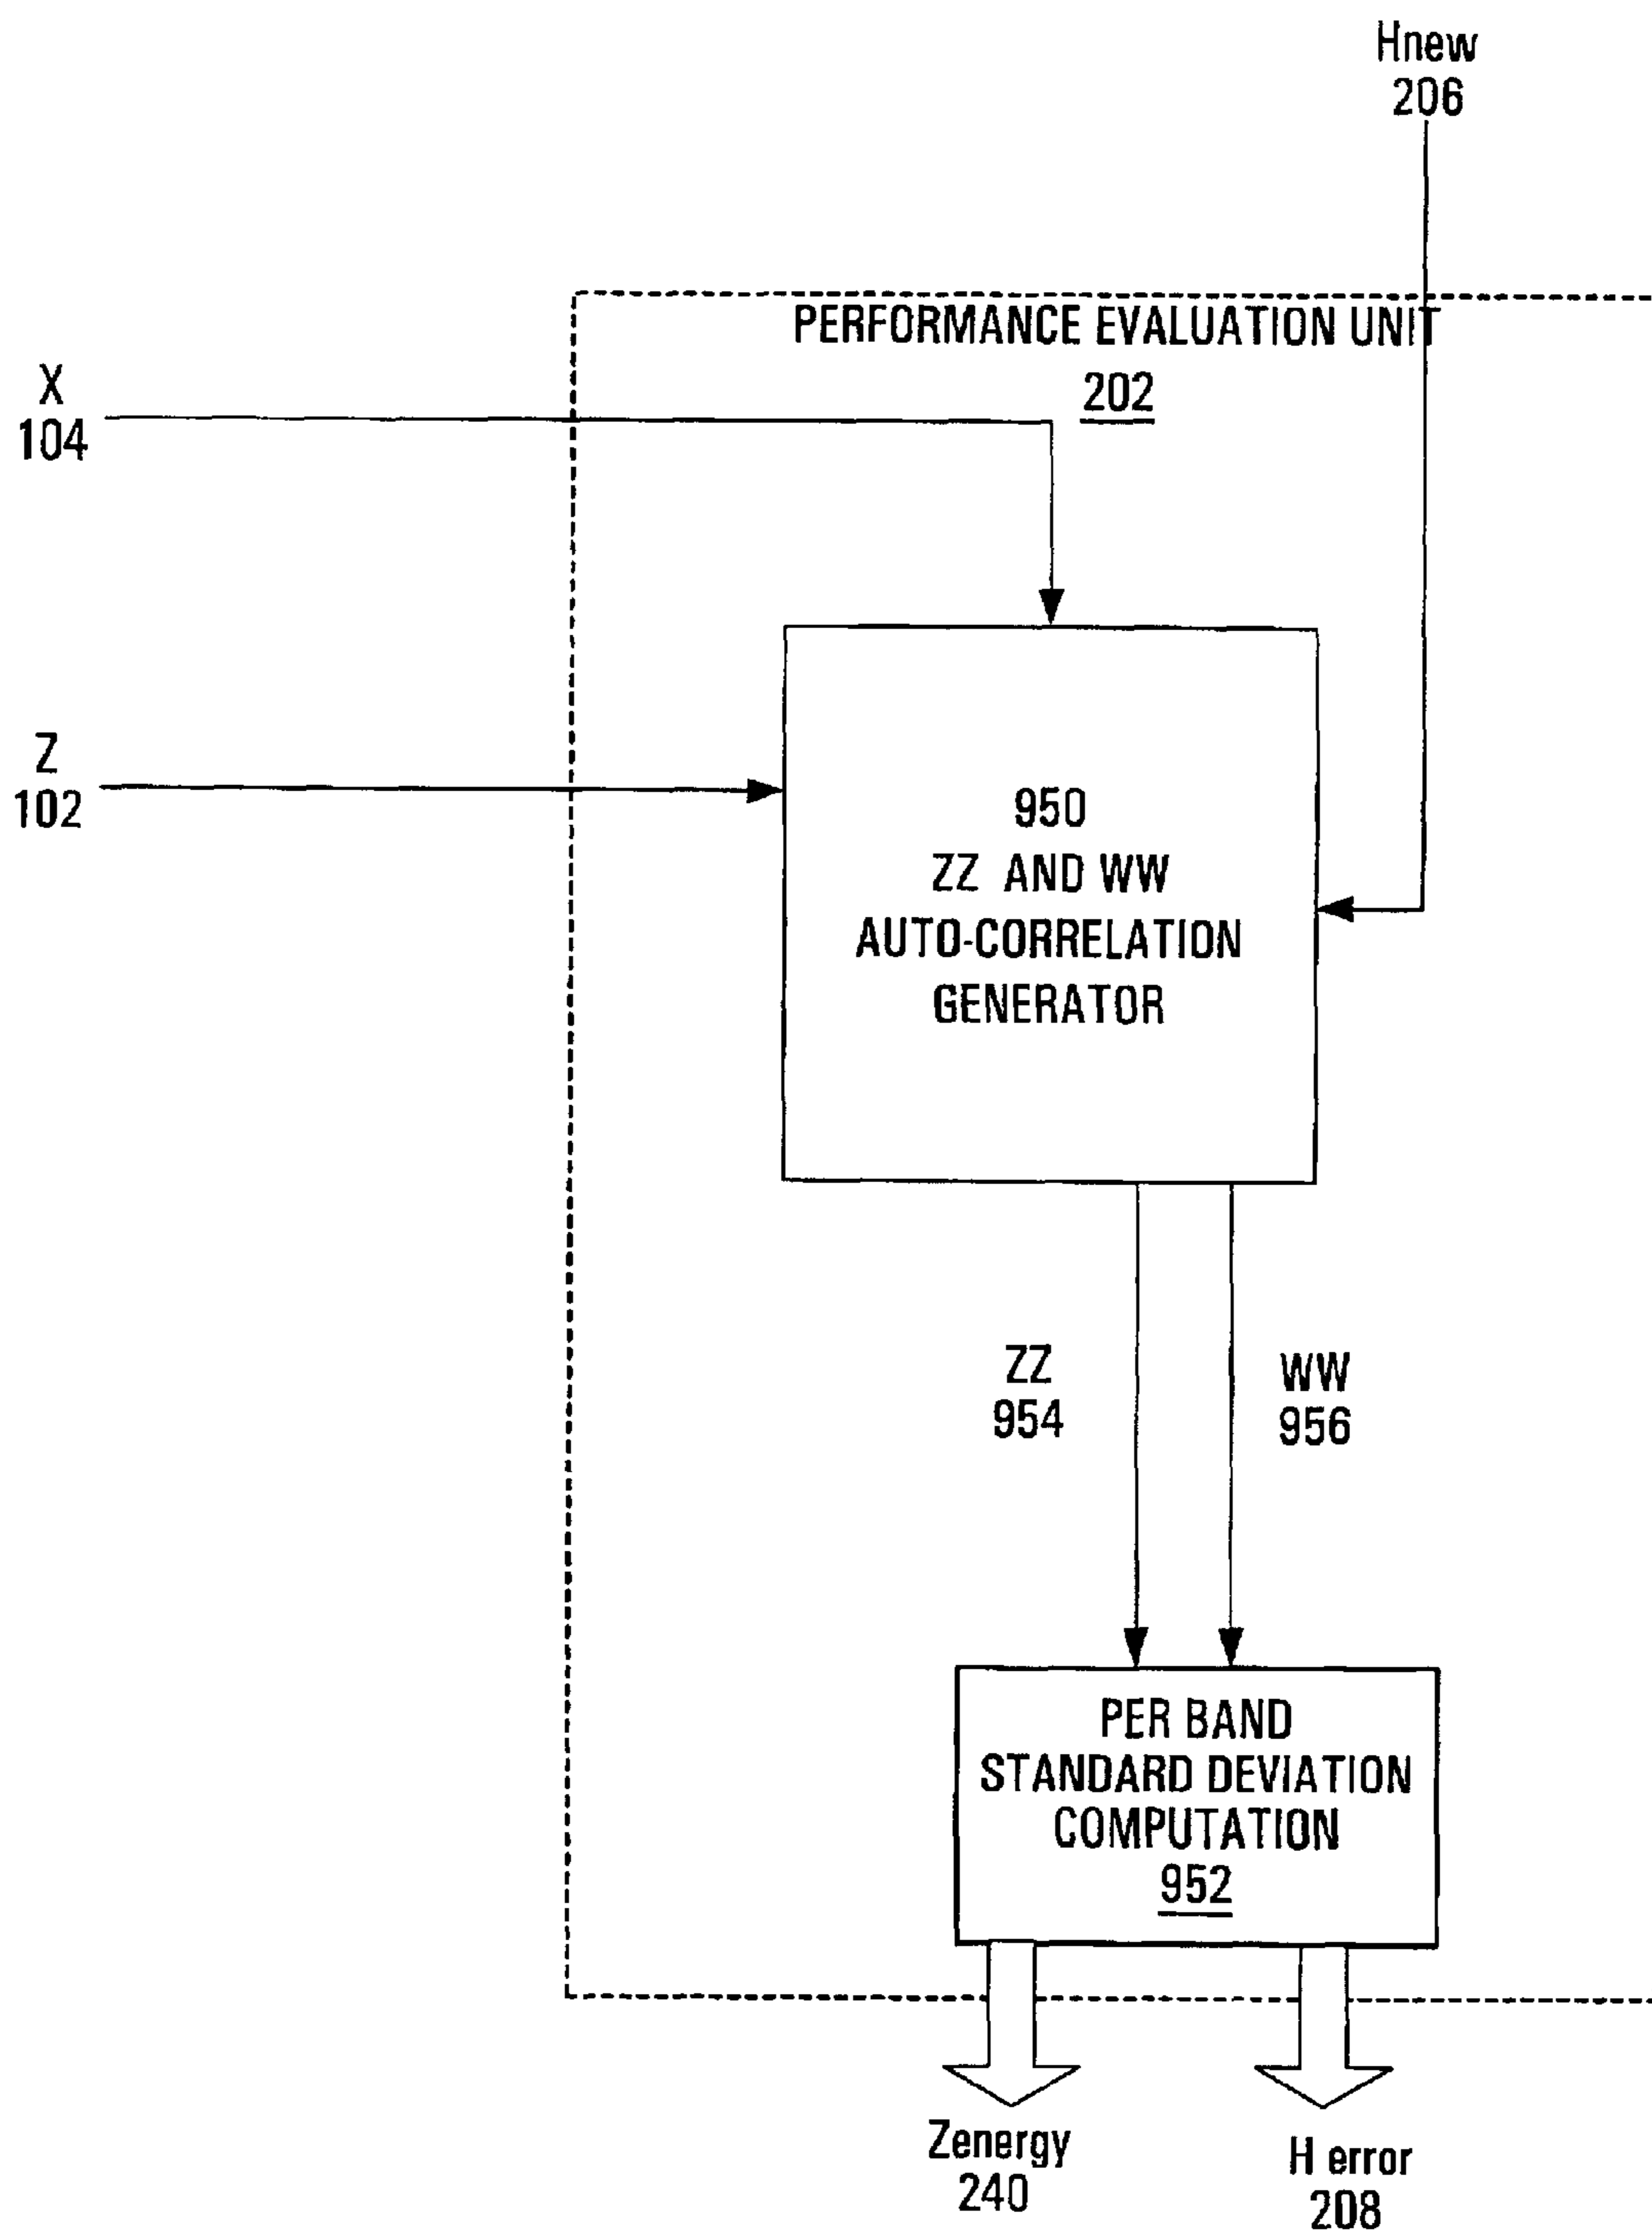 Hnew
206
PERFORMANCE EVALUATION UNIT
202
X
104
Z
102
950
ZZ AND WW
AUTO-CORRELATION
GENERATOR
ZZ
954
WW
956
PER BAND
STANDARD DEVIATION
COMPUTATION
952
Zenergy
240
H error
208